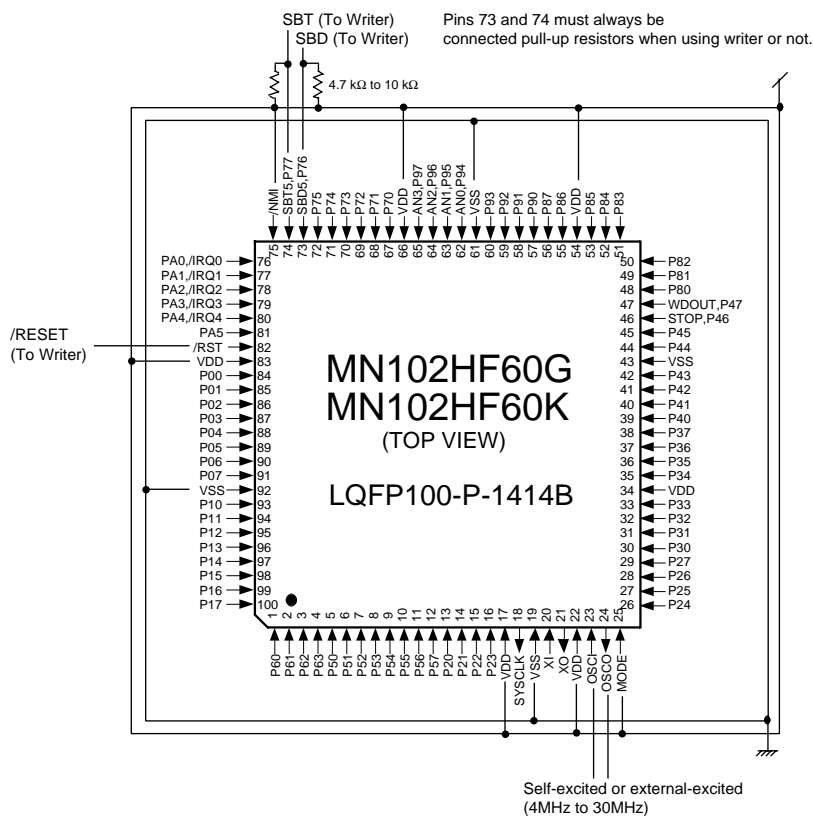 SBT (To Writer)
SBD (To Writer)
Pins 73 and 74 must always be
connected pull-up resistors when using writer or not.
4.7 kΩ to 10 kΩ
/NMI
SBT5,P77
SBD5,P76
P75
P74
P73
P72
P71
P70
VDD
AN3,P97
AN2,P96
AN1,P95
AN0,P94
VSS
P93
P92
P91
P90
P87
P86
VDD
P85
P84
P83
75 74 73 72 71 70 69 68 67 66 65 64 63 62 61 60 59 58 57 56 55 54 53 52 51
PA0,/IRQ0 76
PA1,/IRQ1 77
PA2,/IRQ2 78
PA3,/IRQ3 79
PA4,/IRQ4 80
PA5 81
/RESET
(To Writer)
/RST 82
VDD 83
P00 84
P01 85
P02 86
P03 87
P04 88
P05 89
P06 90
P07 91
VSS 92
P10 93
P11 94
P12 95
P13 96
P14 97
P15 98
P16 99
P17 100
MN102HF60G
MN102HF60K
(TOP VIEW)
LQFP100-P-1414B
50 P82
49 P81
48 P80
47 WDOUT,P47
46 STOP,P46
45 P45
44 P44
43 VSS
42 P43
41 P42
40 P41
39 P40
38 P37
37 P36
36 P35
35 P34
34 VDD
33 P33
32 P32
31 P31
30 P30
29 P27
28 P26
27 P25
26 P24
1 2 3 4 5 6 7 8 9 10 11 12 13 14 15 16 17 18 19 20 21 22 23 24 25
P60
P61
P62
P63
P50
P51
P52
P53
P54
P55
P56
P57
P20
P21
P22
P23
VDD
SYSCLK
VSS
XI
XO
VDD
OSCI
OSCO
MODE
Self-excited or external-excited
(4MHz to 30MHz)